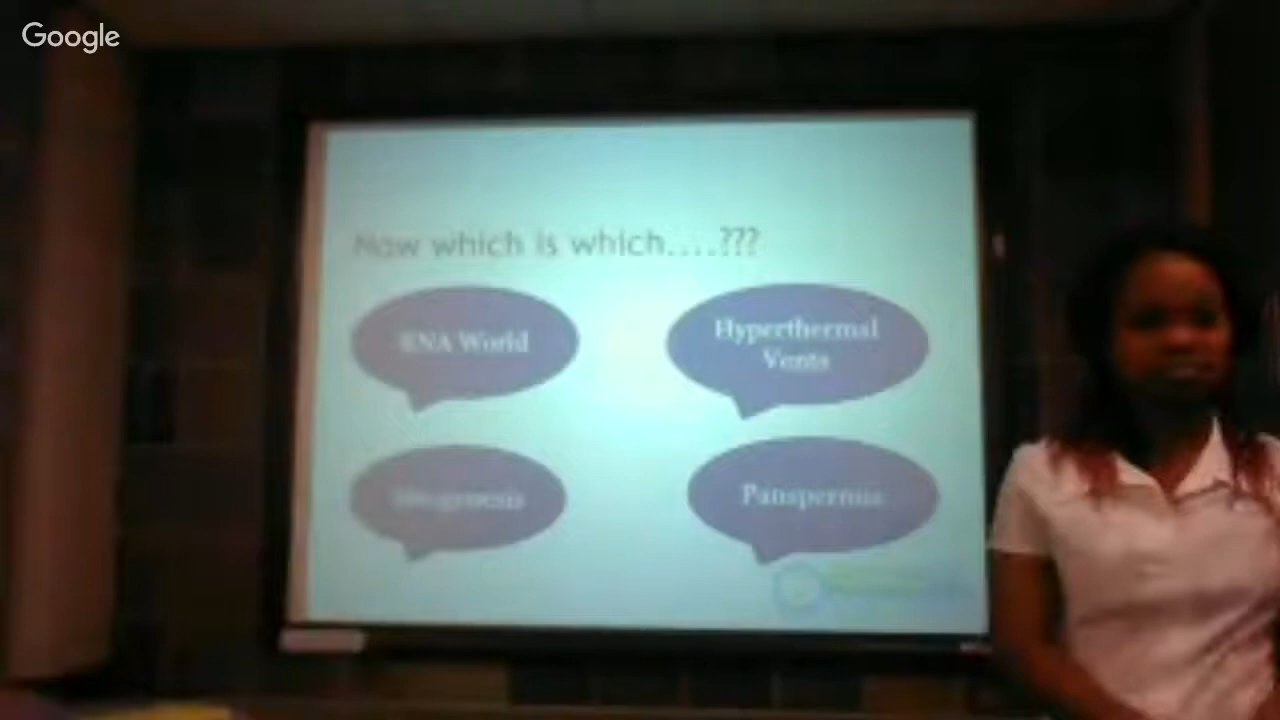 Google
Now which is which....???
RNA World
Hyperthermal
Vents
Panspermia